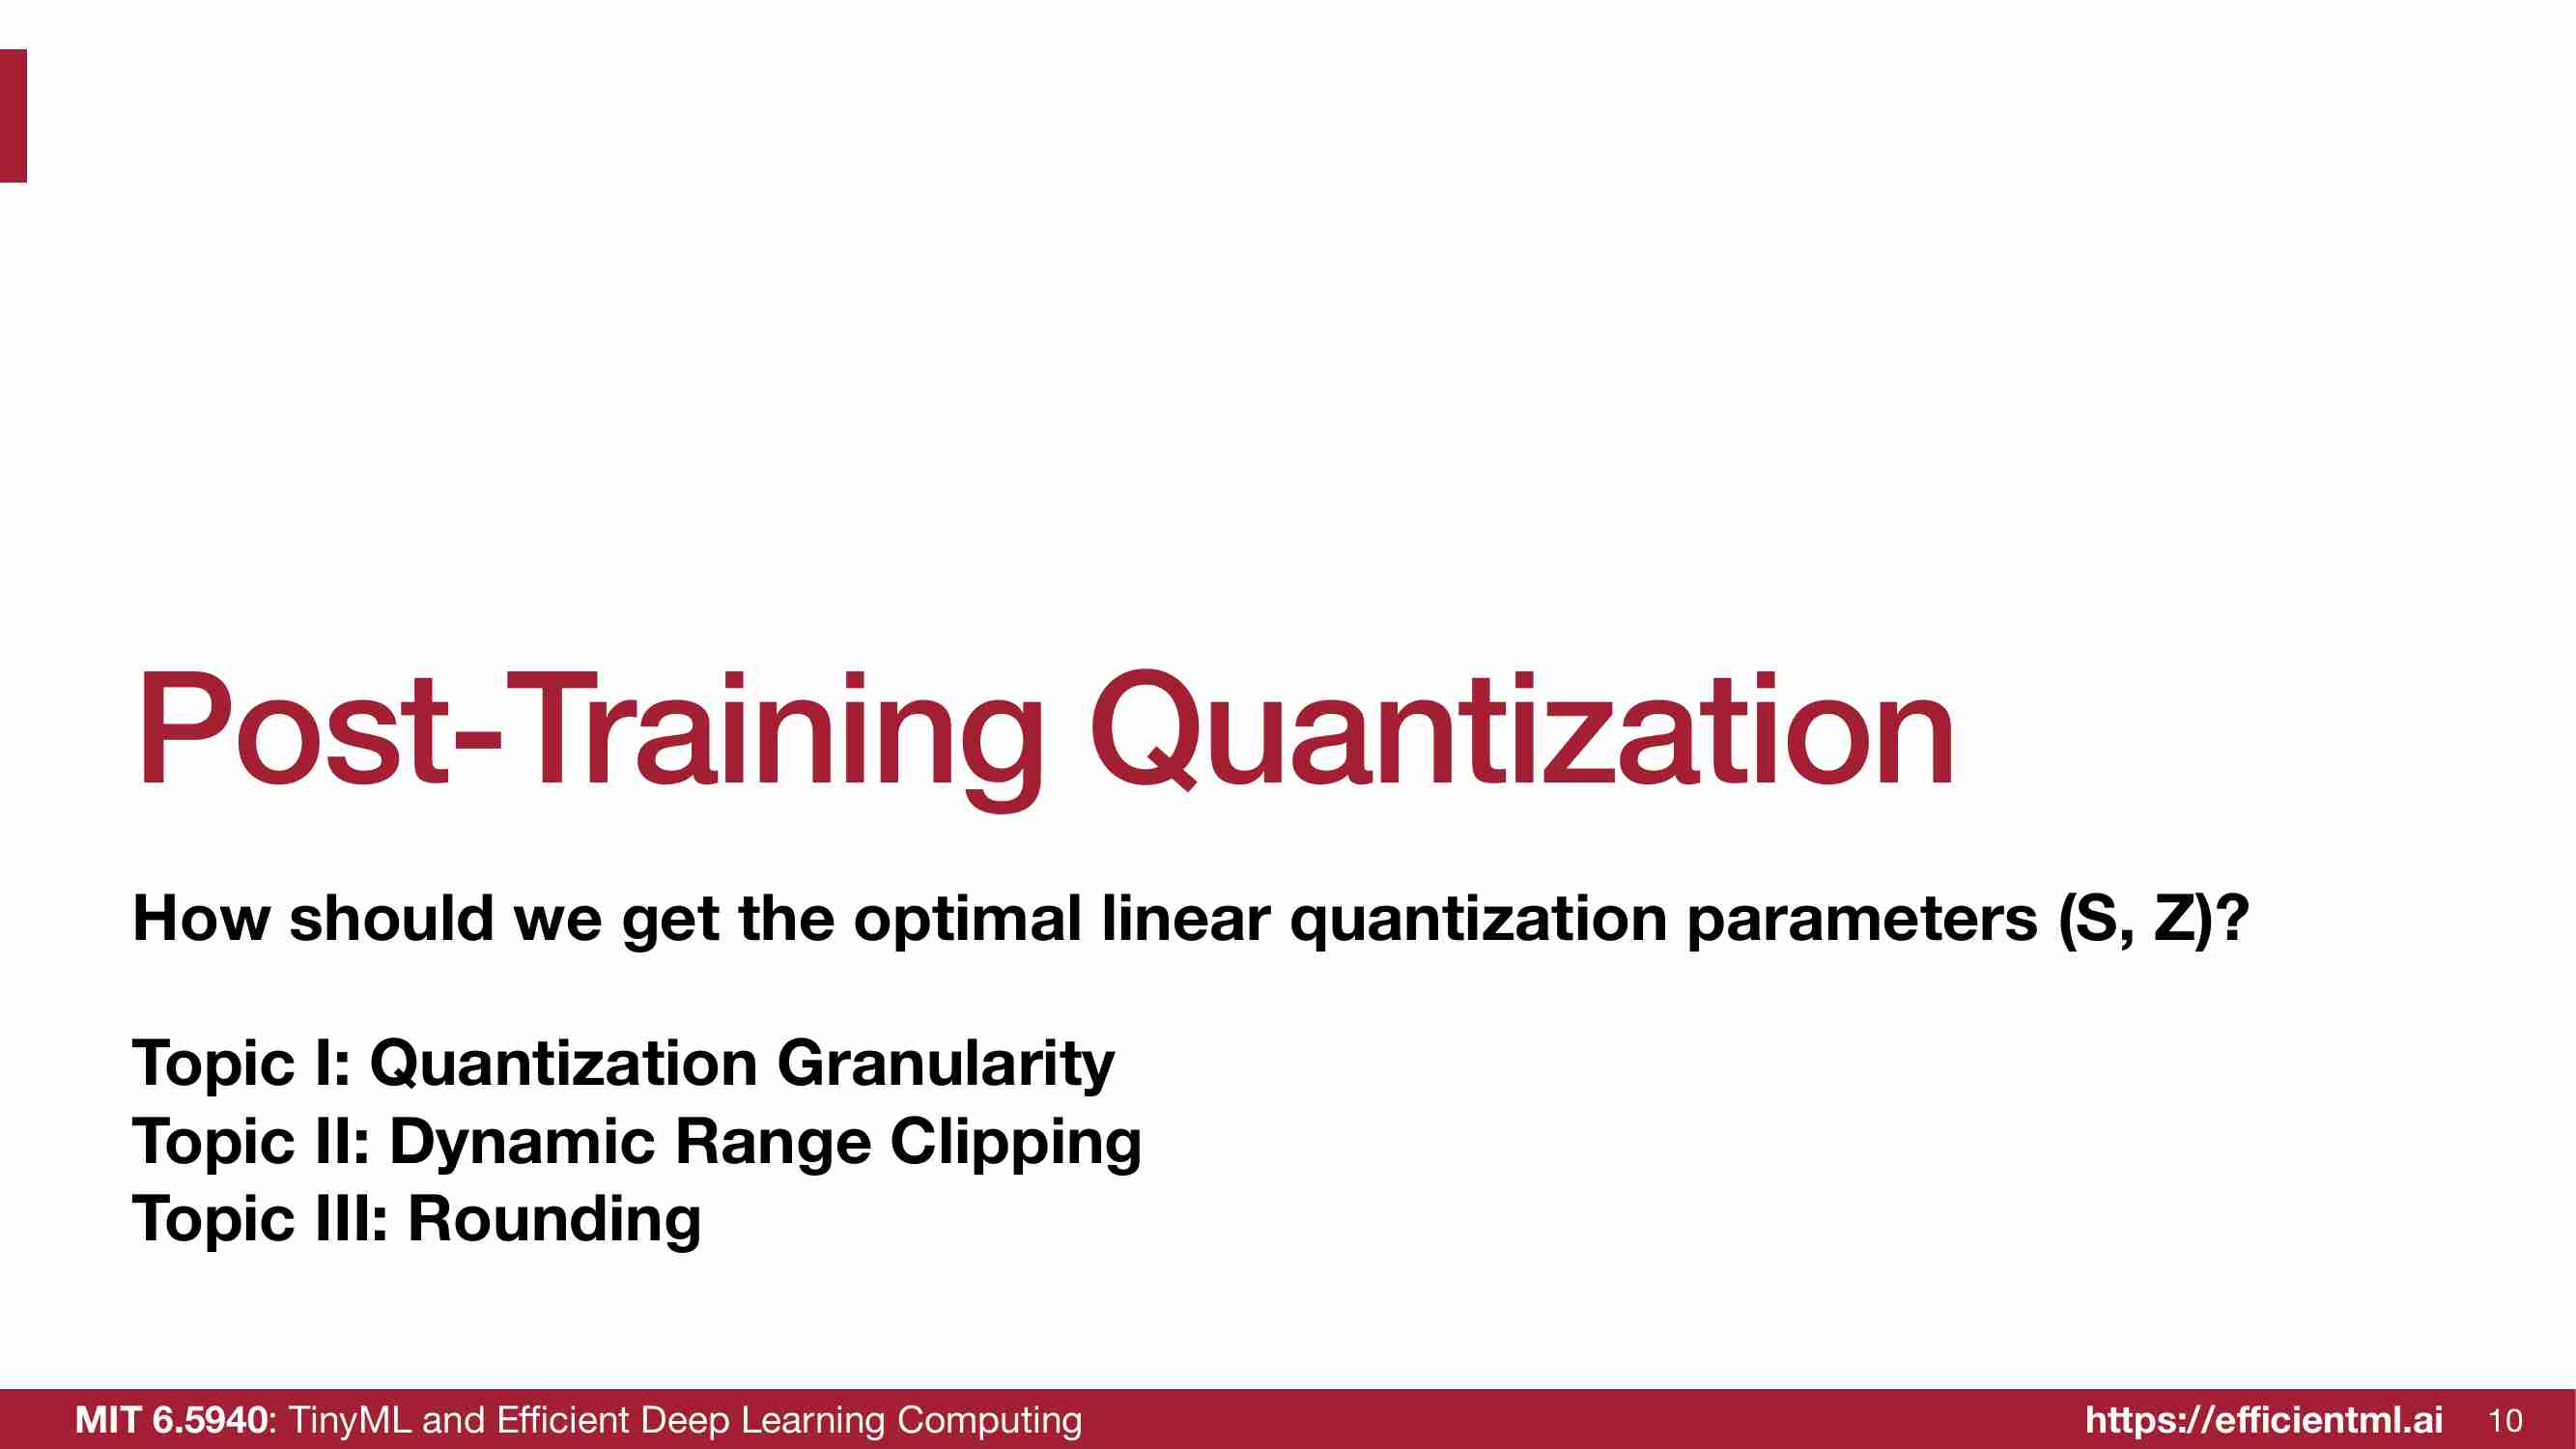 Post-Training Quantization
How should we get the optimal linear quantization parameters (S, Z)?
Topic I: Quantization Granularity
Topic II: Dynamic Range Clipping
Topic III: Rounding
MIT 6.5940: TinyML and Efficient Deep Learning Computing
https://efficientml.ai
10